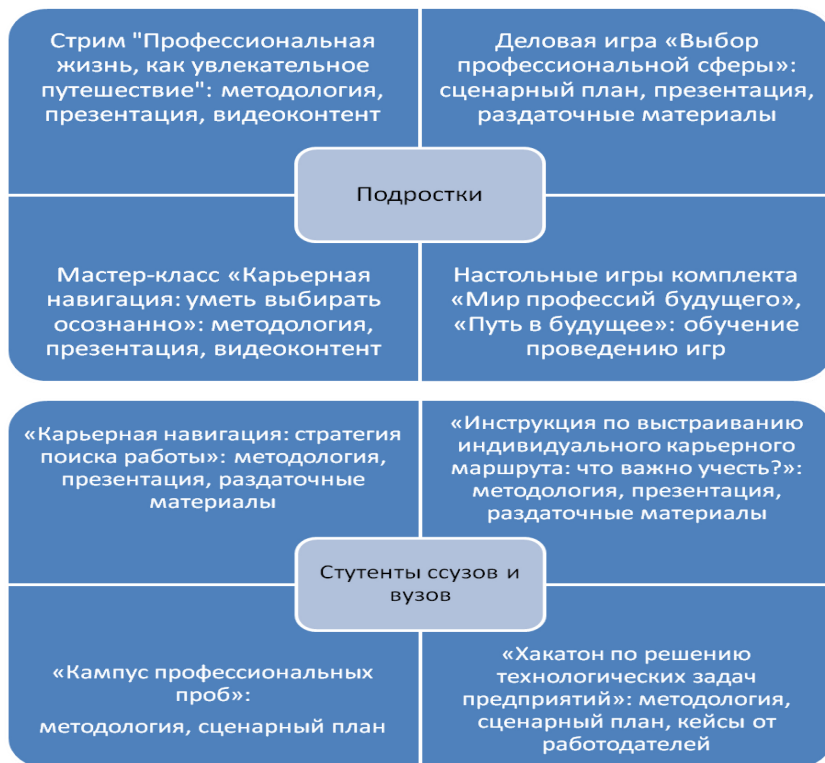 Стрим "Профессиональная
жизнь, как увлекательное
путешествие": методология,
презентация, видеоконтент
Деловая игра «Выбор
профессиональной сферы»:
сценарный план, презентация,
раздаточные материалы
Подростки
Мастер-класс «Карьерная
навигация: уметь выбирать
осознанно»: методология,
презентация, видеоконтент
Настольные игры комплекта
«Мир профессий будущего»,
«Путь в будущее»: обучение
проведению игр
«Карьерная навигация: стратегия
поиска работы»: методология,
презентация, раздаточные
материалы
«Инструкция по выстраиванию
индивидуального карьерного
маршрута: что важно учесть?»:
методология, презентация,
раздаточные материалы
Стутенты ссузов и
вузов
«Кампус профессиональных
проб»:
методология, сценарный план
«Хакатон по решению
технологических задач
предприятий»: методология,
сценарный план, кейсы от
работодателей